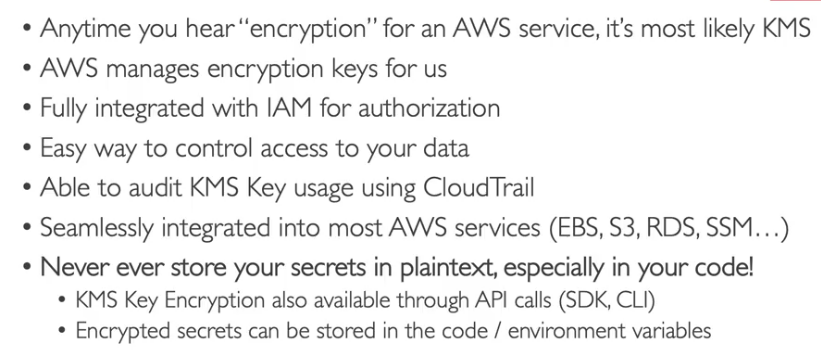 • Anytime you hear "encryption" for an AWS service, it's most likely KMS
• AWS manages encryption keys for us
• Fully integrated with IAM for authorization
• Easy way to control access to your data
• Able to audit KMS Key usage using CloudTrail
• Seamlessly integrated into most AWS services (EBS, S3, RDS, SSM…)
• Never ever store your secrets in plaintext, especially in your code!
• KMS Key Encryption also available through API calls (SDK, CLI)
• Encrypted secrets can be stored in the code / environment variables